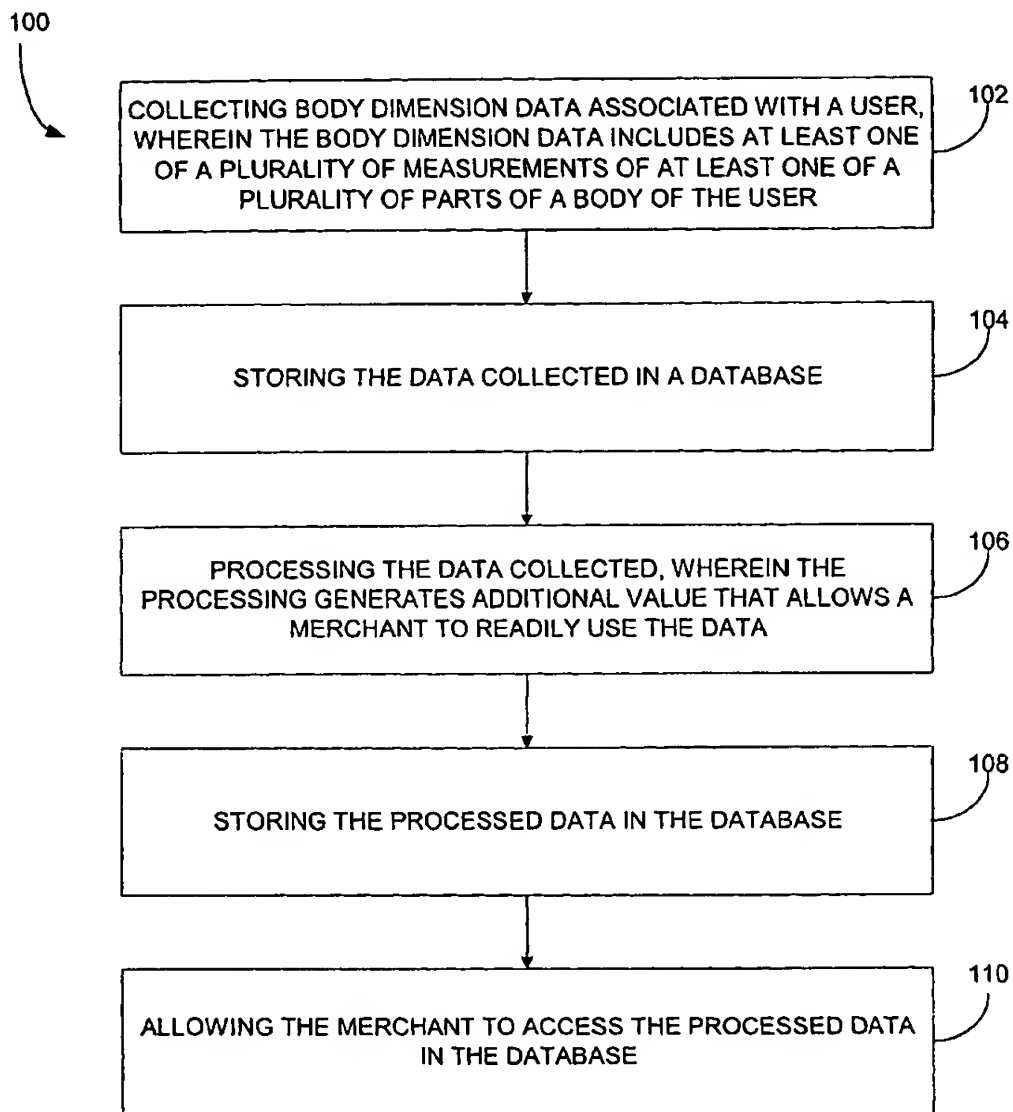 100
COLLECTING BODY DIMENSION DATA ASSOCIATED WITH A USER,
WHEREIN THE BODY DIMENSION DATA INCLUDES AT LEAST ONE
OF A PLURALITY OF MEASUREMENTS OF AT LEAST ONE OF A
PLURALITY OF PARTS OF A BODY OF THE USER
102
STORING THE DATA COLLECTED IN A DATABASE
104
PROCESSING THE DATA COLLECTED, WHEREIN THE
PROCESSING GENERATES ADDITIONAL VALUE THAT ALLOWS A
MERCHANT TO READILY USE THE DATA
106
STORING THE PROCESSED DATA IN THE DATABASE
108
ALLOWING THE MERCHANT TO ACCESS THE PROCESSED DATA
IN THE DATABASE
110